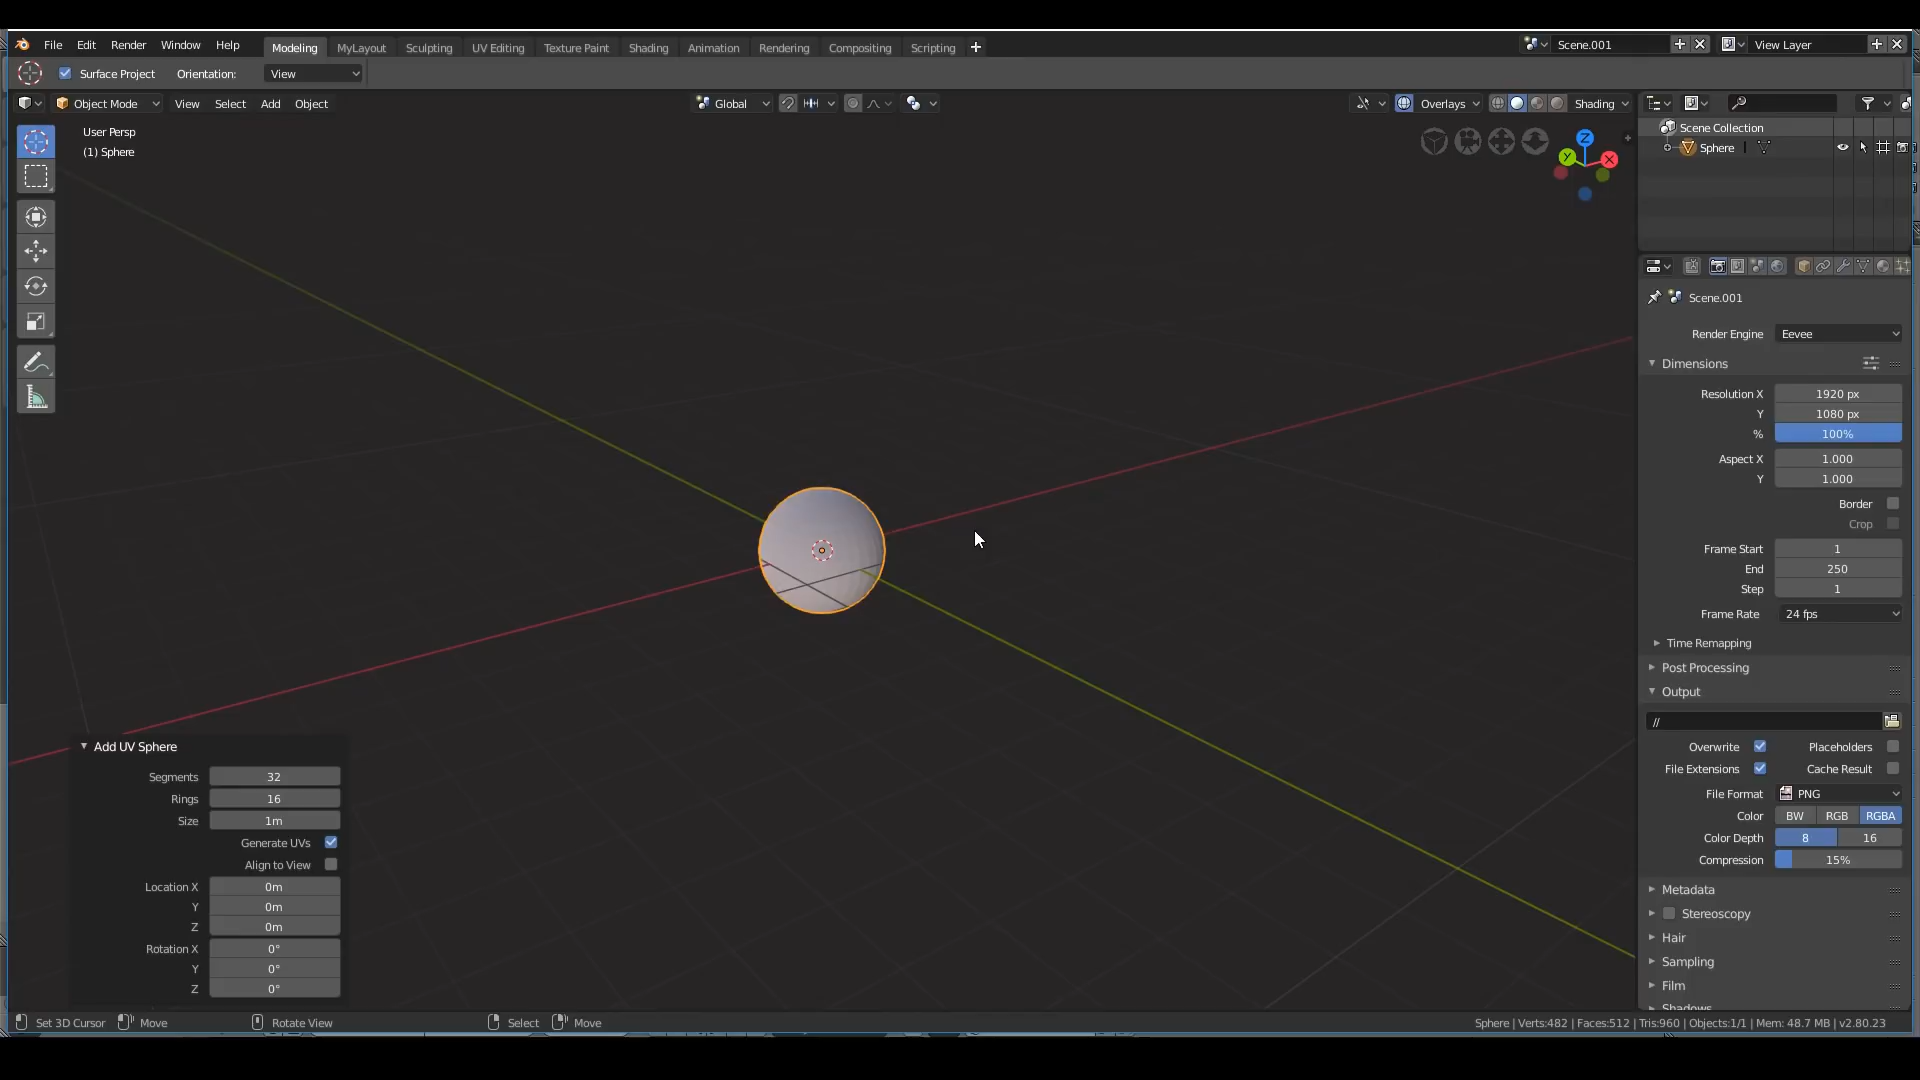 File Edit Render Window Help Modeling MyLayout Sculpting UV Editing Texture Paint Shading Animation Rendering Compositing Scripting Scene.001 View Layer
Surface Project Orientation: View
Object Mode View Select Add Object Global Overlays Shading
User Persp
(1) Sphere
Z
Y X
Scene Collection
Sphere
Scene.001
Render Engine Eevee
Dimensions
Resolution X 1920 px
Y 1080 px
% 100%
Aspect X 1.000
Y 1.000
Border
Crop
Frame Start 1
End 250
Step 1
Frame Rate 24 fps
Time Remapping
Post Processing
Output
//
Overwrite Placeholders
File Extensions Cache Result
File Format PNG
Color BW RGB RGBA
Color Depth 8 16
Compression 15%
Metadata
Stereoscopy
Hair
Sampling
Film
Shadows
Add UV Sphere
Segments 32
Rings 16
Size 1m
Generate UVs
Align to View
Location X 0m
Y 0m
Z 0m
Rotation X 0°
Y 0°
Z 0°
Set 3D Cursor Move Rotate View Select Move Sphere | Verts:482 | Faces:512 | Tris:960 | Objects:1/1 | Mem: 48.7 MB | v2.80.23